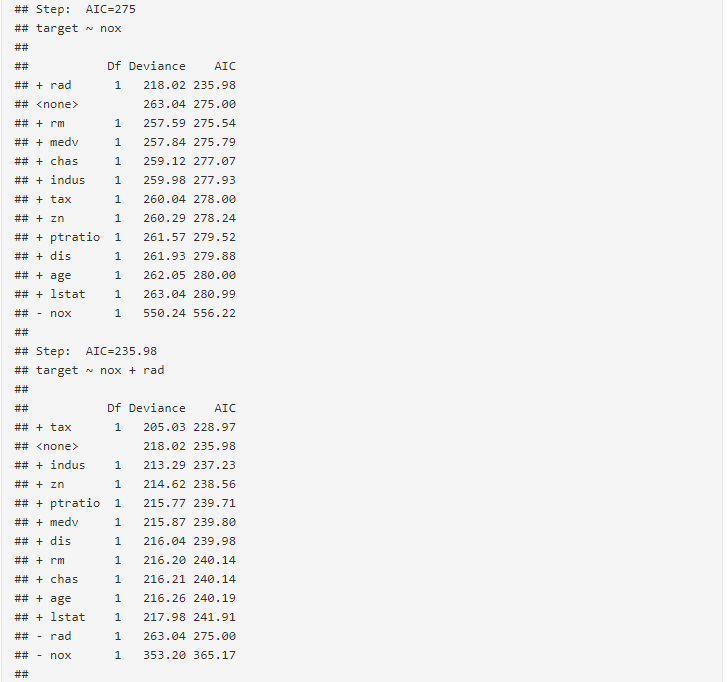 ## Step:  AIC=275
## target ~ nox
##
##           Df Deviance    AIC
## + rad      1   218.02 235.98
## <none>         263.04 275.00
## + rm       1   257.59 275.54
## + medv     1   257.84 275.79
## + chas     1   259.12 277.07
## + indus    1   259.98 277.93
## + tax      1   260.04 278.00
## + zn       1   260.29 278.24
## + ptratio  1   261.57 279.52
## + dis      1   261.93 279.88
## + age      1   262.05 280.00
## + lstat    1   263.04 280.99
## - nox      1   550.24 556.22
##
## Step:  AIC=235.98
## target ~ nox + rad
##
##           Df Deviance    AIC
## + tax      1   205.03 228.97
## <none>         218.02 235.98
## + indus    1   213.29 237.23
## + zn       1   214.62 238.56
## + ptratio  1   215.77 239.71
## + medv     1   215.87 239.80
## + dis      1   216.04 239.98
## + rm       1   216.20 240.14
## + chas     1   216.21 240.14
## + age      1   216.26 240.19
## + lstat    1   217.98 241.91
## - rad      1   263.04 275.00
## - nox      1   353.20 365.17
##